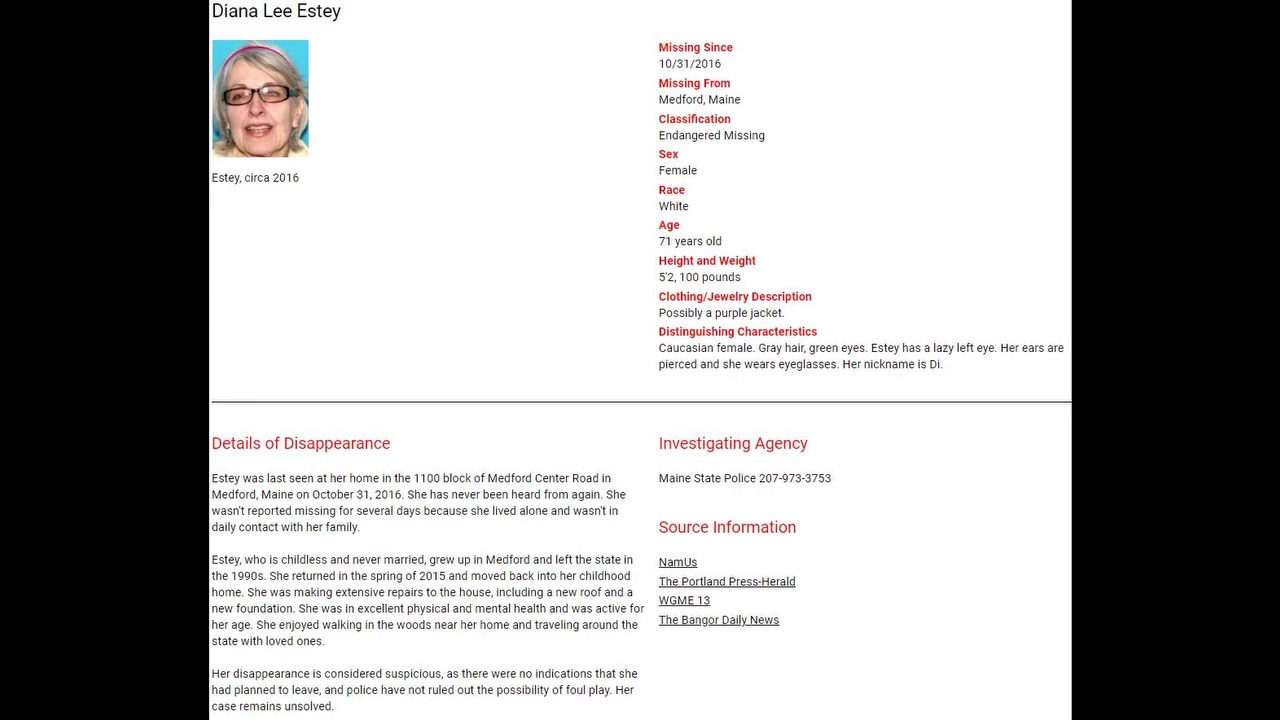 Diana Lee Estey
Estey, circa 2016
Missing Since
10/31/2016
Missing From
Medford, Maine
Classification
Endangered Missing
Sex
Female
Race
White
Age
71 years old
Height and Weight
5'2, 100 pounds
Clothing/Jewelry Description
Possibly a purple jacket.
Distinguishing Characteristics
Caucasian female. Gray hair, green eyes. Estey has a lazy left eye. Her ears are
pierced and she wears eyeglasses. Her nickname is Di.
Details of Disappearance
Estey was last seen at her home in the 1100 block of Medford Center Road in
Medford, Maine on October 31, 2016. She has never been heard from again. She
wasn't reported missing for several days because she lived alone and wasn't in
daily contact with her family.
Estey, who is childless and never married, grew up in Medford and left the state in
the 1990s. She returned in the spring of 2015 and moved back into her childhood
home. She was making extensive repairs to the house, including a new roof and a
new foundation. She was in excellent physical and mental health and was active for
her age. She enjoyed walking in the woods near her home and traveling around the
state with loved ones.
Her disappearance is considered suspicious, as there were no indications that she
had planned to leave, and police have not ruled out the possibility of foul play. Her
case remains unsolved.
Investigating Agency
Maine State Police 207-973-3753
Source Information
NamUs
The Portland Press-Herald
WGME 13
The Bangor Daily News